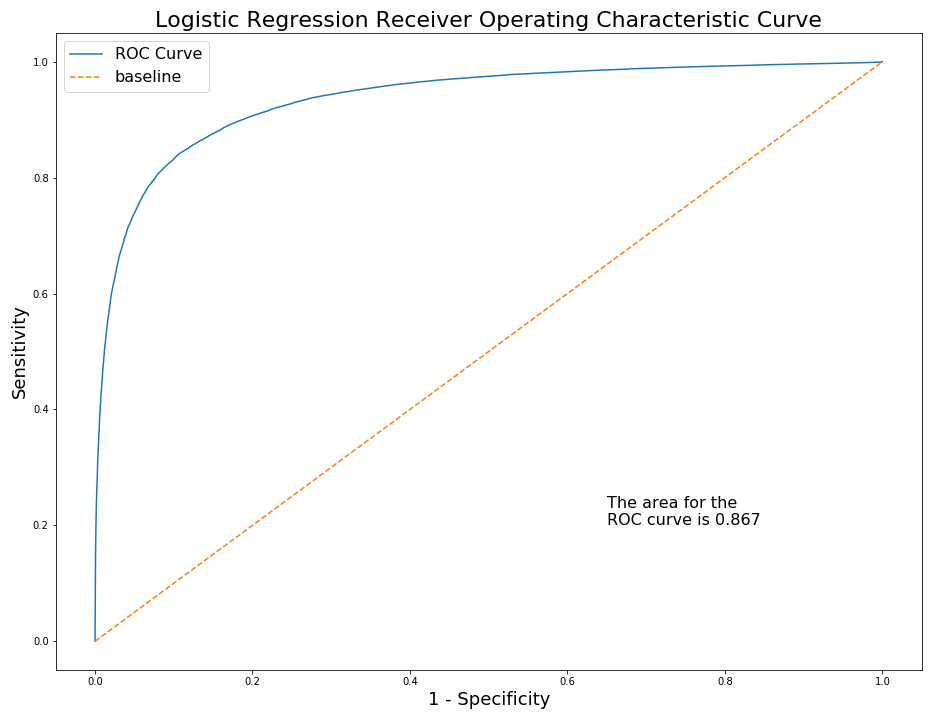 Logistic Regression Receiver Operating Characteristic Curve
ROC Curve
baseline
1.0
0.8
0.6
0.4
0.2
0.0
Sensitivity
The area for the
ROC curve is 0.867
0.0 0.2 0.4 0.6 0.8 1.0
1 - Specificity